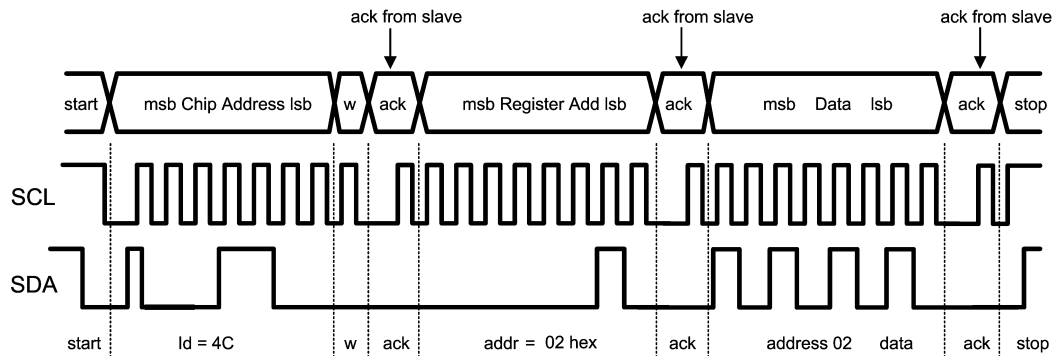 ack from slave ack from slave ack from slave
start msb Chip Address lsb w ack msb Register Add lsb ack msb Data lsb ack stop
SCL
SDA
start Id = 4C w ack addr = 02 hex ack address 02 data ack stop